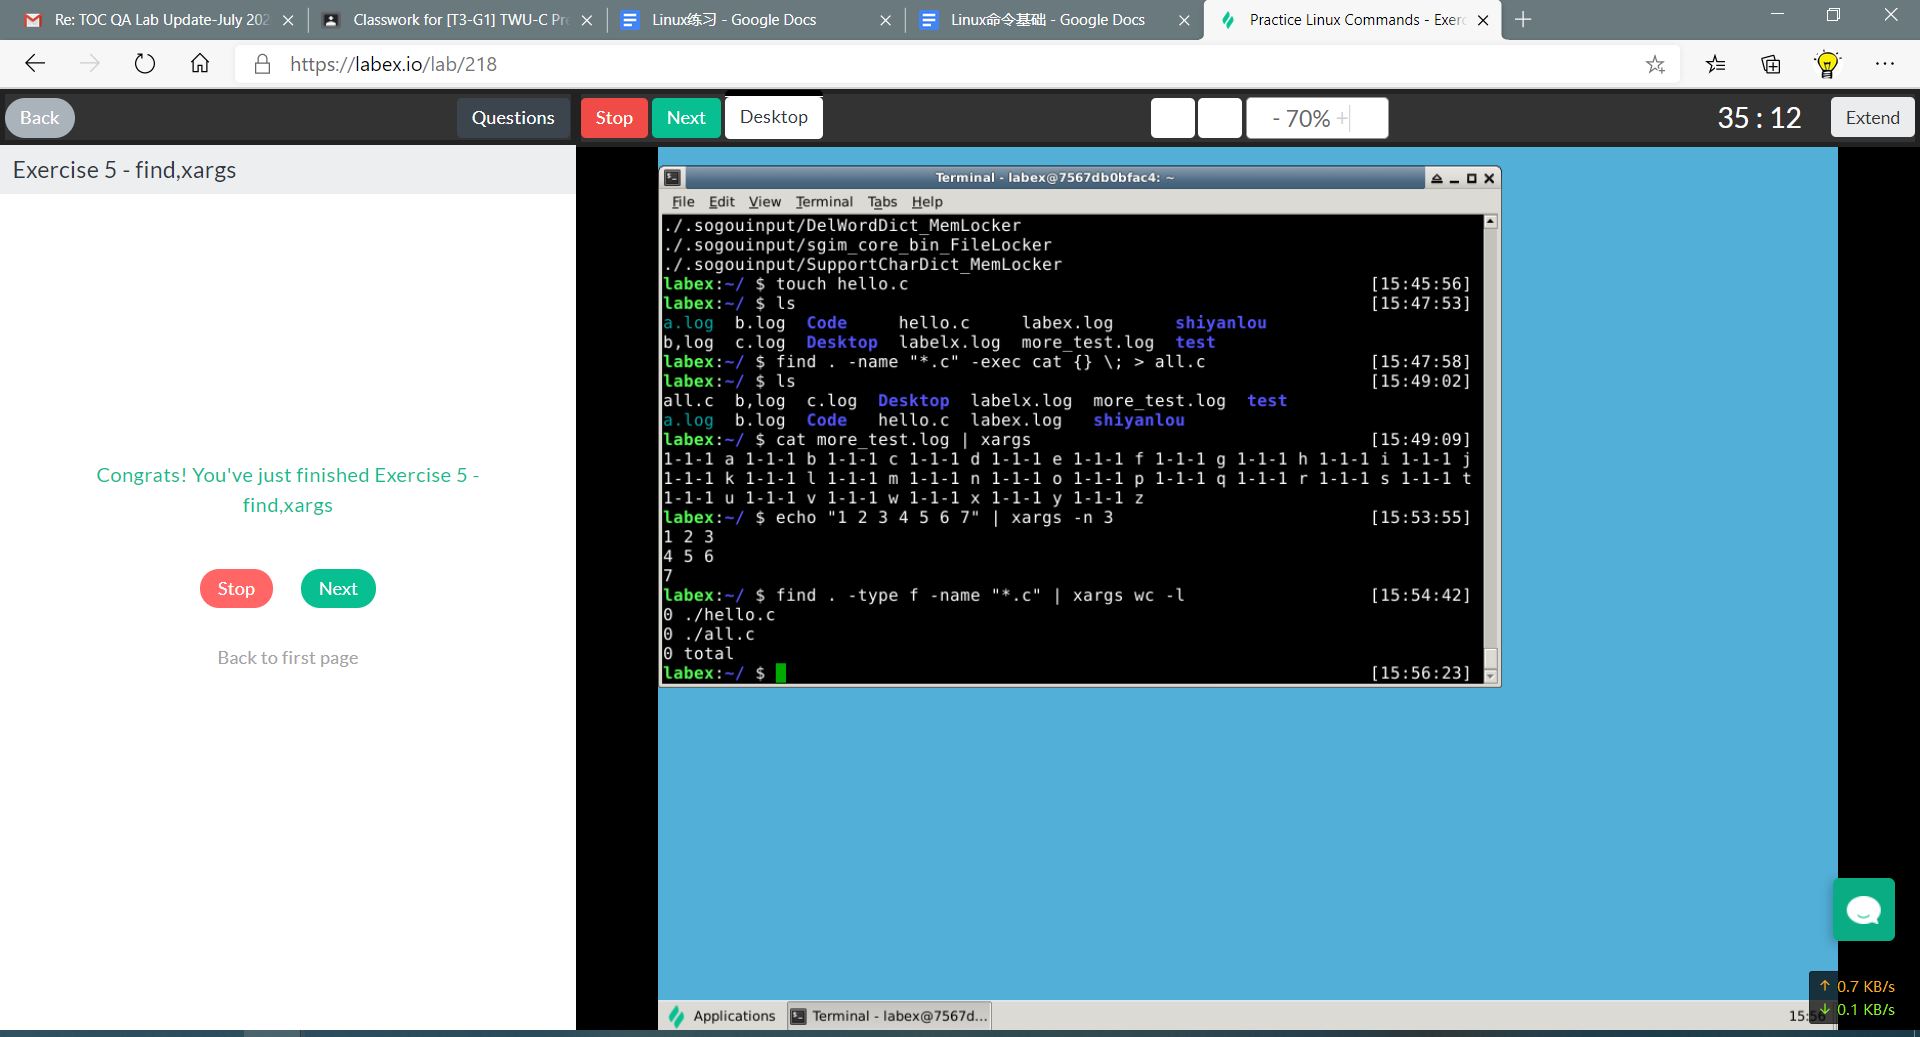 Re: TOC QA Lab Update-July 202
Classwork for [T3-G1] TWU-C Pre
Linux练习 - Google Docs
Linux命令基础 - Google Docs
Practice Linux Commands - Exerc
https://labex.io/lab/218
Back
Questions
Stop
Next
Desktop
- 70% +
35 : 12
Extend
Exercise 5 - find,xargs
Congrats! You've just finished Exercise 5 -
find,xargs
Stop
Next
Back to first page
Terminal - labex@7567db0bfac4: ~
File Edit View Terminal Tabs Help
./.sogouinput/DelWordDict_MemLocker
./.sogouinput/sgim_core_bin_FileLocker
./.sogouinput/SupportCharDict_MemLocker
labex:~/ $ touch hello.c [15:45:56]
labex:~/ $ ls [15:47:53]
a.log b.log Code hello.c labex.log shiyanlou
b,log c.log Desktop labelx.log more_test.log test
labex:~/ $ find . -name "*.c" -exec cat {} \; > all.c [15:47:58]
labex:~/ $ ls [15:49:02]
all.c b,log c.log Desktop labelx.log more_test.log test
a.log b.log Code hello.c labex.log shiyanlou
labex:~/ $ cat more_test.log | xargs [15:49:09]
1-1-1 a 1-1-1 b 1-1-1 c 1-1-1 d 1-1-1 e 1-1-1 f 1-1-1 g 1-1-1 h 1-1-1 i 1-1-1 j
1-1-1 k 1-1-1 l 1-1-1 m 1-1-1 n 1-1-1 o 1-1-1 p 1-1-1 q 1-1-1 r 1-1-1 s 1-1-1 t
1-1-1 u 1-1-1 v 1-1-1 w 1-1-1 x 1-1-1 y 1-1-1 z
labex:~/ $ echo "1 2 3 4 5 6 7" | xargs -n 3 [15:53:55]
1 2 3
4 5 6
7
labex:~/ $ find . -type f -name "*.c" | xargs wc -l [15:54:42]
0 ./hello.c
0 ./all.c
0 total
labex:~/ $ [15:56:23]
↑ 0.7 KB/s
↓ 0.1 KB/s
Applications
Terminal - labex@7567d...
15:56